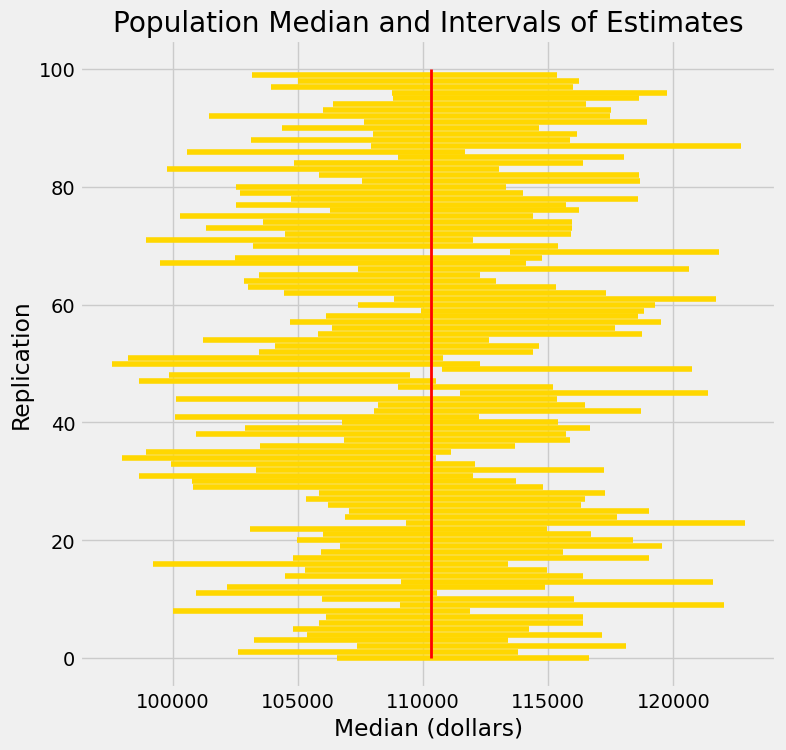 Population Median and Intervals of Estimates
100
80
60
40
20
0
Replication
100000 105000 110000 115000 120000
Median (dollars)